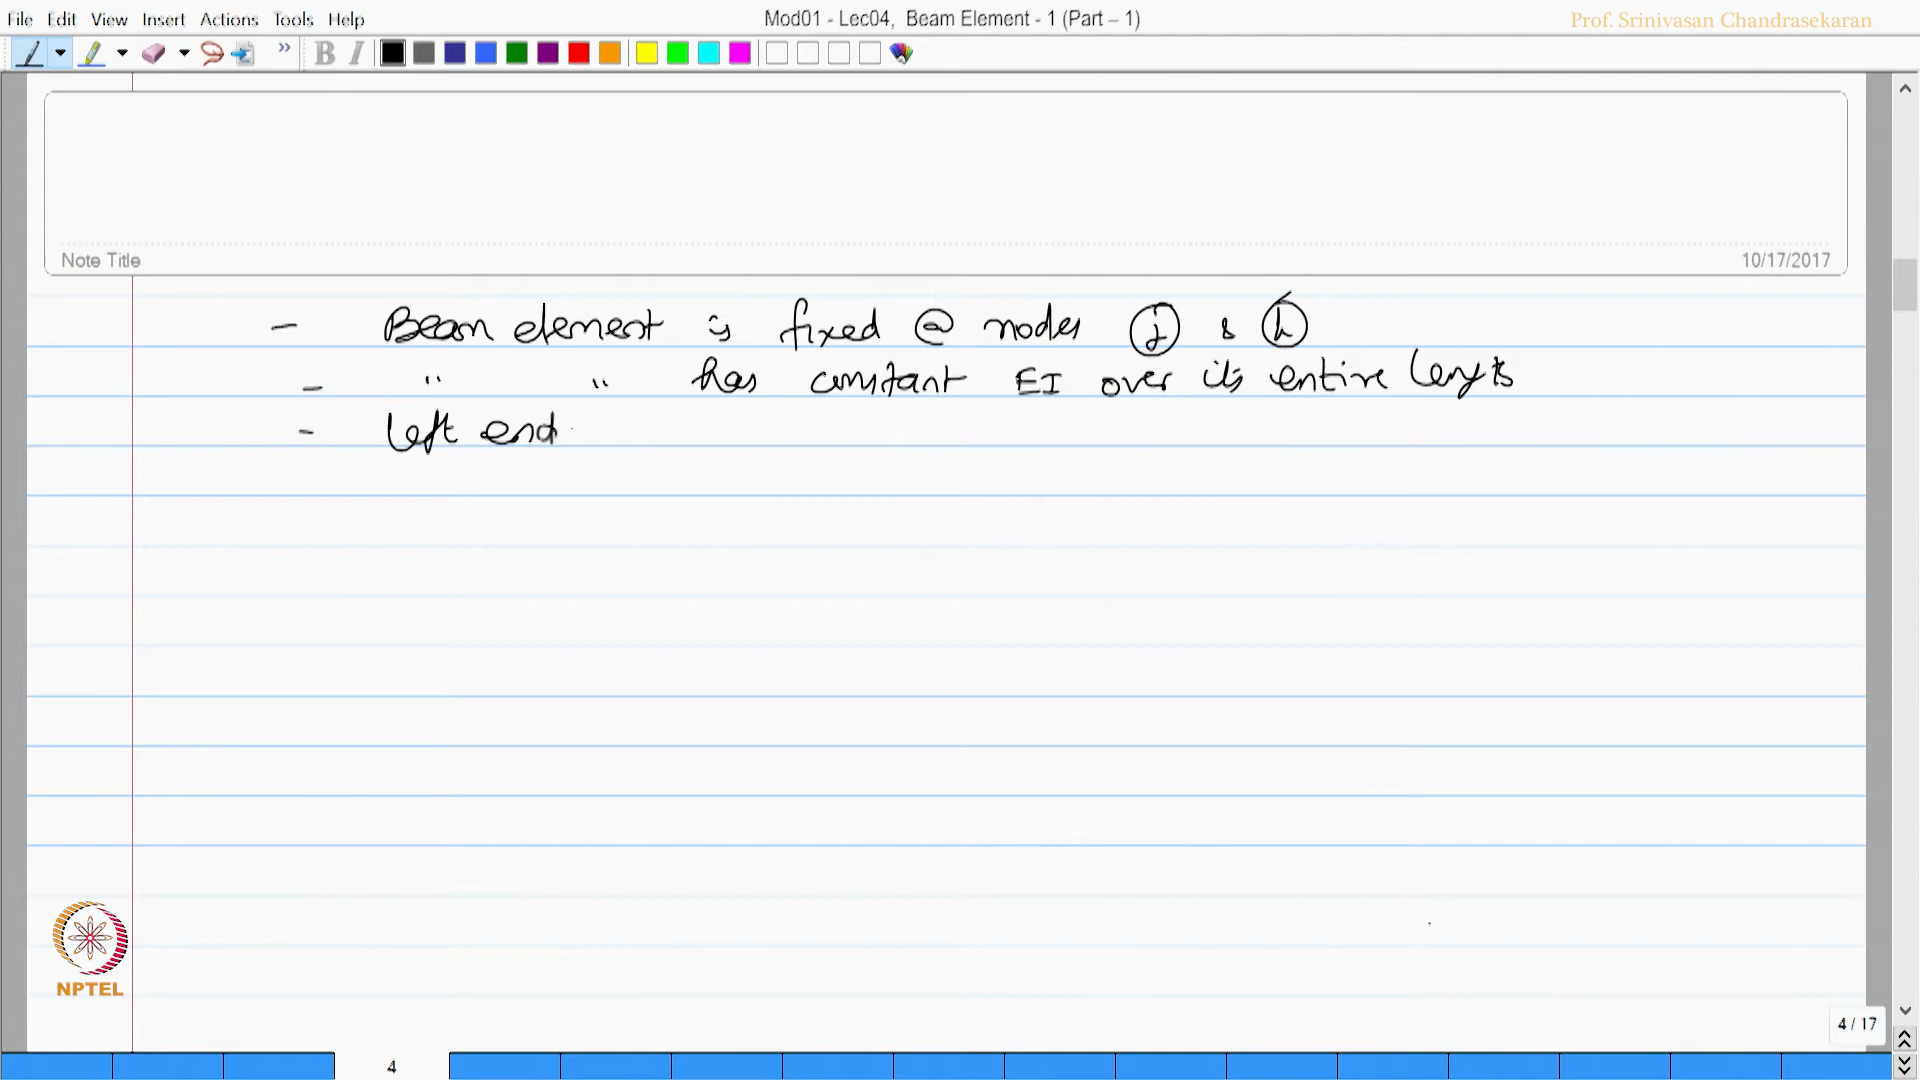 File Edit View Insert Actions Tools Help
Mod01 - Lec04, Beam Element - 1 (Part – 1)
Prof. Srinivasan Chandrasekaran
B I
Note Title
10/17/2017
- Beam element is fixed @ nodes j & k
- " " has constant EI over its entire length
- left end
NPTEL
4 / 17
4